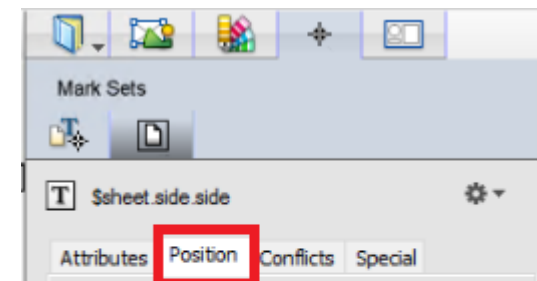 Mark Sets
T
T $sheet.side.side
Attributes Position Conflicts Special